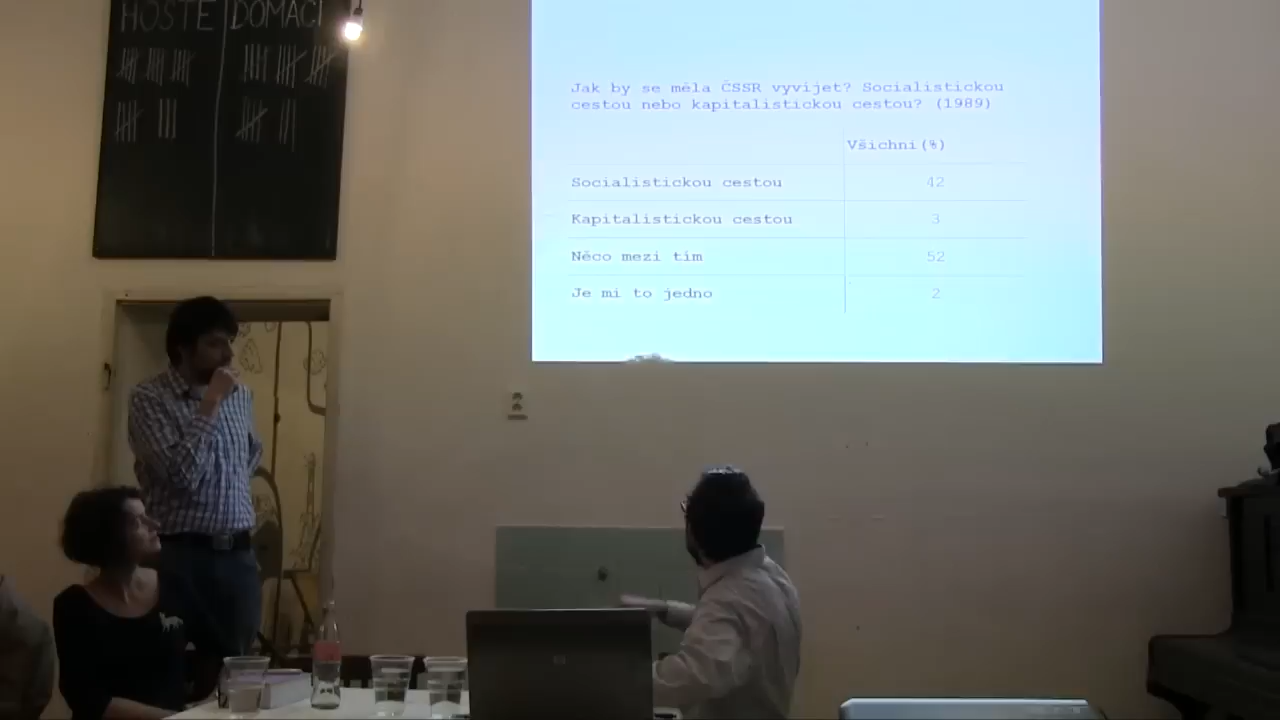 HOSTÉ DOMÁCÍ
Jak by se měla ČSSR vyvíjet? Socialistickou
cestou nebo kapitalistickou cestou? (1989)
Všichni(%)
Socialistickou cestou 42
Kapitalistickou cestou 3
Něco mezi tím 52
Je mi to jedno 2
hp